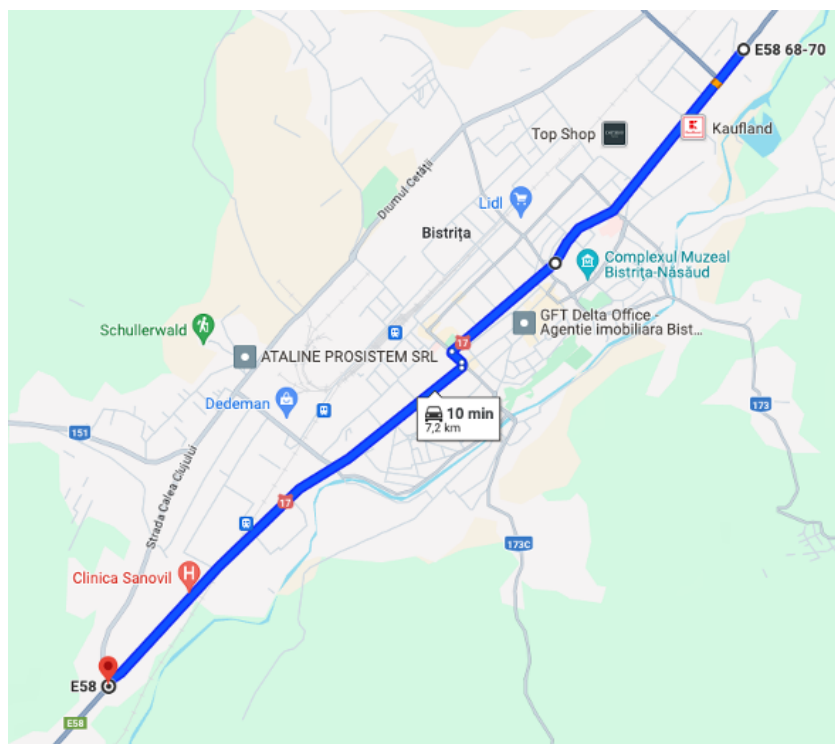 E58 68-70
Kaufland
Top Shop
Drumul Cetății
Lidl
Bistrița
Complexul Muzeal
Bistrița-Năsăud
GFT Delta Office -
Agentie imobiliara Bist...
17
Schullerwald
ATALINE PROSISTEM SRL
Dedeman
10 min
7,2 km
173
151
Strada Calea Clujului
17
173C
Clinica Sanovil
H
E58
E58